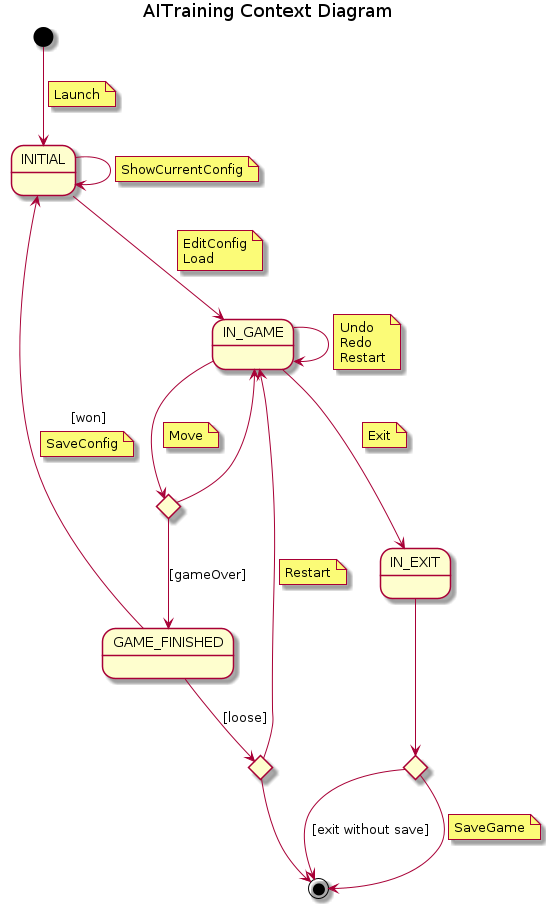 AITraining Context Diagram
Launch
INITIAL
ShowCurrentConfig
EditConfig
Load
IN_GAME
Undo
Redo
Restart
[won]
SaveConfig
Move
Exit
IN_EXIT
[gameOver]
Restart
GAME_FINISHED
[loose]
[exit without save]
SaveGame